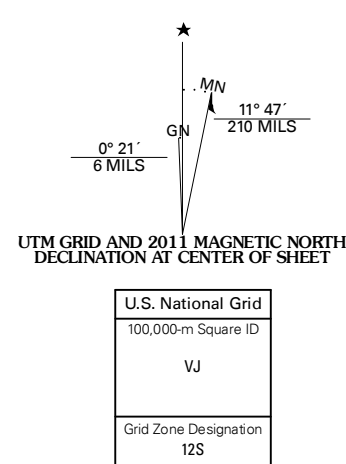 MN
11° 47´
210 MILS
GN
0° 21´
6 MILS
UTM GRID AND 2011 MAGNETIC NORTH
DECLINATION AT CENTER OF SHEET
U.S. National Grid
100,000-m Square ID
VJ
Grid Zone Designation
12S